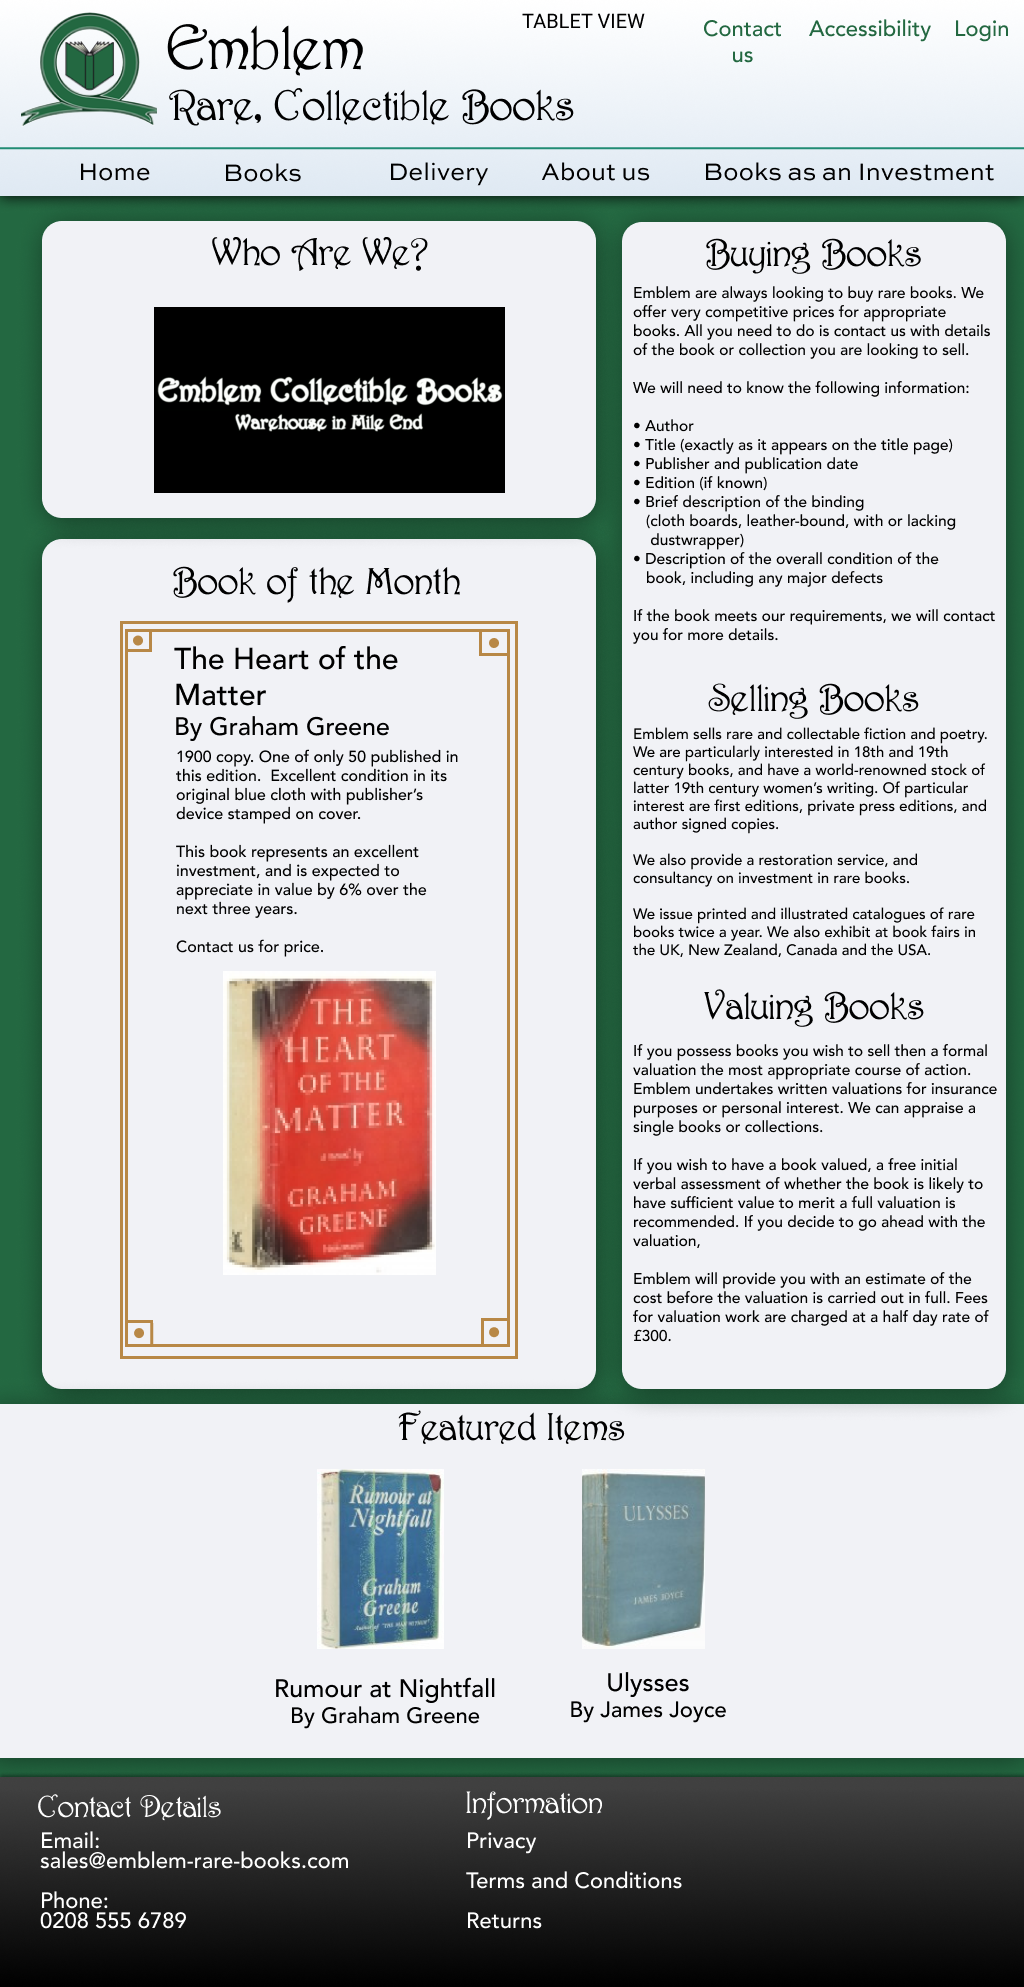 TABLET VIEW
Contact us
Accessibility
Login
Emblem
Rare, Collectible Books
Home
Books
Delivery
About us
Books as an Investment
Who Are We?
Emblem Collectible Books
Warehouse in Mile End
Book of the Month
The Heart of the
Matter
By Graham Greene
1900 copy. One of only 50 published in
this edition.  Excellent condition in its
original blue cloth with publisher’s
device stamped on cover.
This book represents an excellent
investment, and is expected to
appreciate in value by 6% over the
next three years.
Contact us for price.
THE
HEART
OF THE
MATTER
a novel by
GRAHAM
GREENE
Buying Books
Emblem are always looking to buy rare books. We
offer very competitive prices for appropriate
books. All you need to do is contact us with details
of the book or collection you are looking to sell.
We will need to know the following information:
• Author
• Title (exactly as it appears on the title page)
• Publisher and publication date
• Edition (if known)
• Brief description of the binding
(cloth boards, leather-bound, with or lacking
dustwrapper)
• Description of the overall condition of the
book, including any major defects
If the book meets our requirements, we will contact
you for more details.
Selling Books
Emblem sells rare and collectable fiction and poetry.
We are particularly interested in 18th and 19th
century books, and have a world-renowned stock of
latter 19th century women’s writing. Of particular
interest are first editions, private press editions, and
author signed copies.
We also provide a restoration service, and
consultancy on investment in rare books.
We issue printed and illustrated catalogues of rare
books twice a year. We also exhibit at book fairs in
the UK, New Zealand, Canada and the USA.
Valuing Books
If you possess books you wish to sell then a formal
valuation the most appropriate course of action.
Emblem undertakes written valuations for insurance
purposes or personal interest. We can appraise a
single books or collections.
If you wish to have a book valued, a free initial
verbal assessment of whether the book is likely to
have sufficient value to merit a full valuation is
recommended. If you decide to go ahead with the
valuation,
Emblem will provide you with an estimate of the
cost before the valuation is carried out in full. Fees
for valuation work are charged at a half day rate of
£300.
Featured Items
Rumour at
Nightfall
Graham
Greene
ULYSSES
JAMES JOYCE
Rumour at Nightfall
By Graham Greene
Ulysses
By James Joyce
Contact Details
Email:
sales@emblem-rare-books.com
Phone:
0208 555 6789
Information
Privacy
Terms and Conditions
Returns